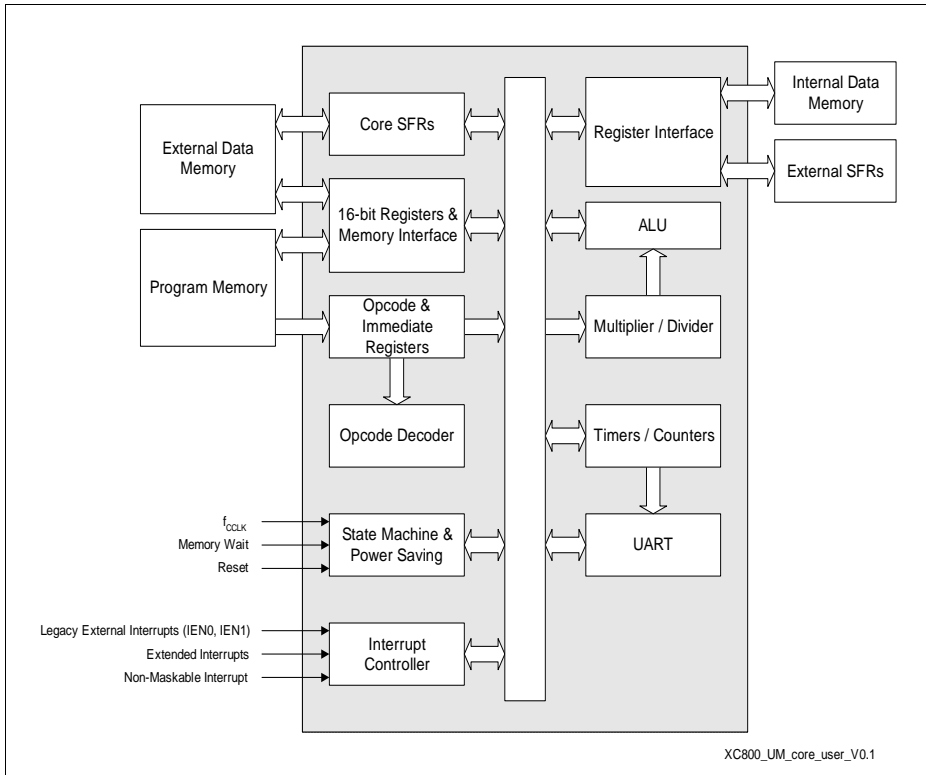 External Data
Memory
Program Memory
Core SFRs
16-bit Registers &
Memory Interface
Opcode &
Immediate
Registers
Opcode Decoder
f CCLK
Memory Wait
Reset
State Machine &
Power Saving
Legacy External Interrupts (IEN0, IEN1)
Extended Interrupts
Non-Maskable Interrupt
Interrupt
Controller
Register Interface
ALU
Multiplier / Divider
Timers / Counters
UART
Internal Data
Memory
External SFRs
XC800_UM_core_user_V0.1